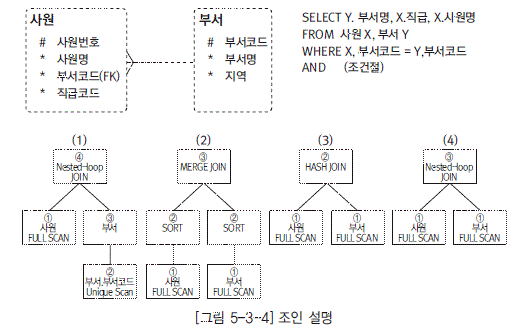 사원
# 사원번호
* 사원명
* 부서코드(FK)
* 직급코드
부서
# 부서코드
* 부서명
* 지역
SELECT Y. 부서명, X.직급, X.사원명
FROM 사원 X, 부서 Y
WHERE X, 부서코드 = Y,부서코드
AND (조건절)
(1)
④
Nested-loop
JOIN
①
사원
FULL SCAN
③
부서
②
부서.부서코드
Unique Scan
(2)
③
MERGE JOIN
②
SORT
②
SORT
①
사원
FULL SCAN
①
부서
FULL SCAN
(3)
②
HASH JOIN
①
사원
FULL SCAN
①
부서
FULL SCAN
(4)
③
Nested-loop
JOIN
①
사원
FULL SCAN
①
부서
FULL SCAN
[그림 5-3-4] 조인 설명